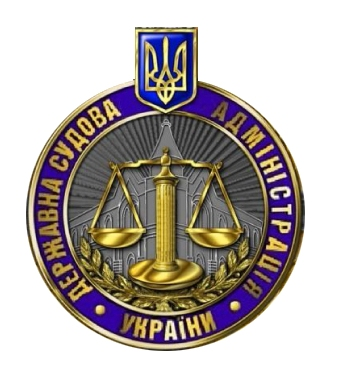 ДЕРЖАВНА СУДОВА АДМІНІСТРАЦІЯ
УКРАЇНИ